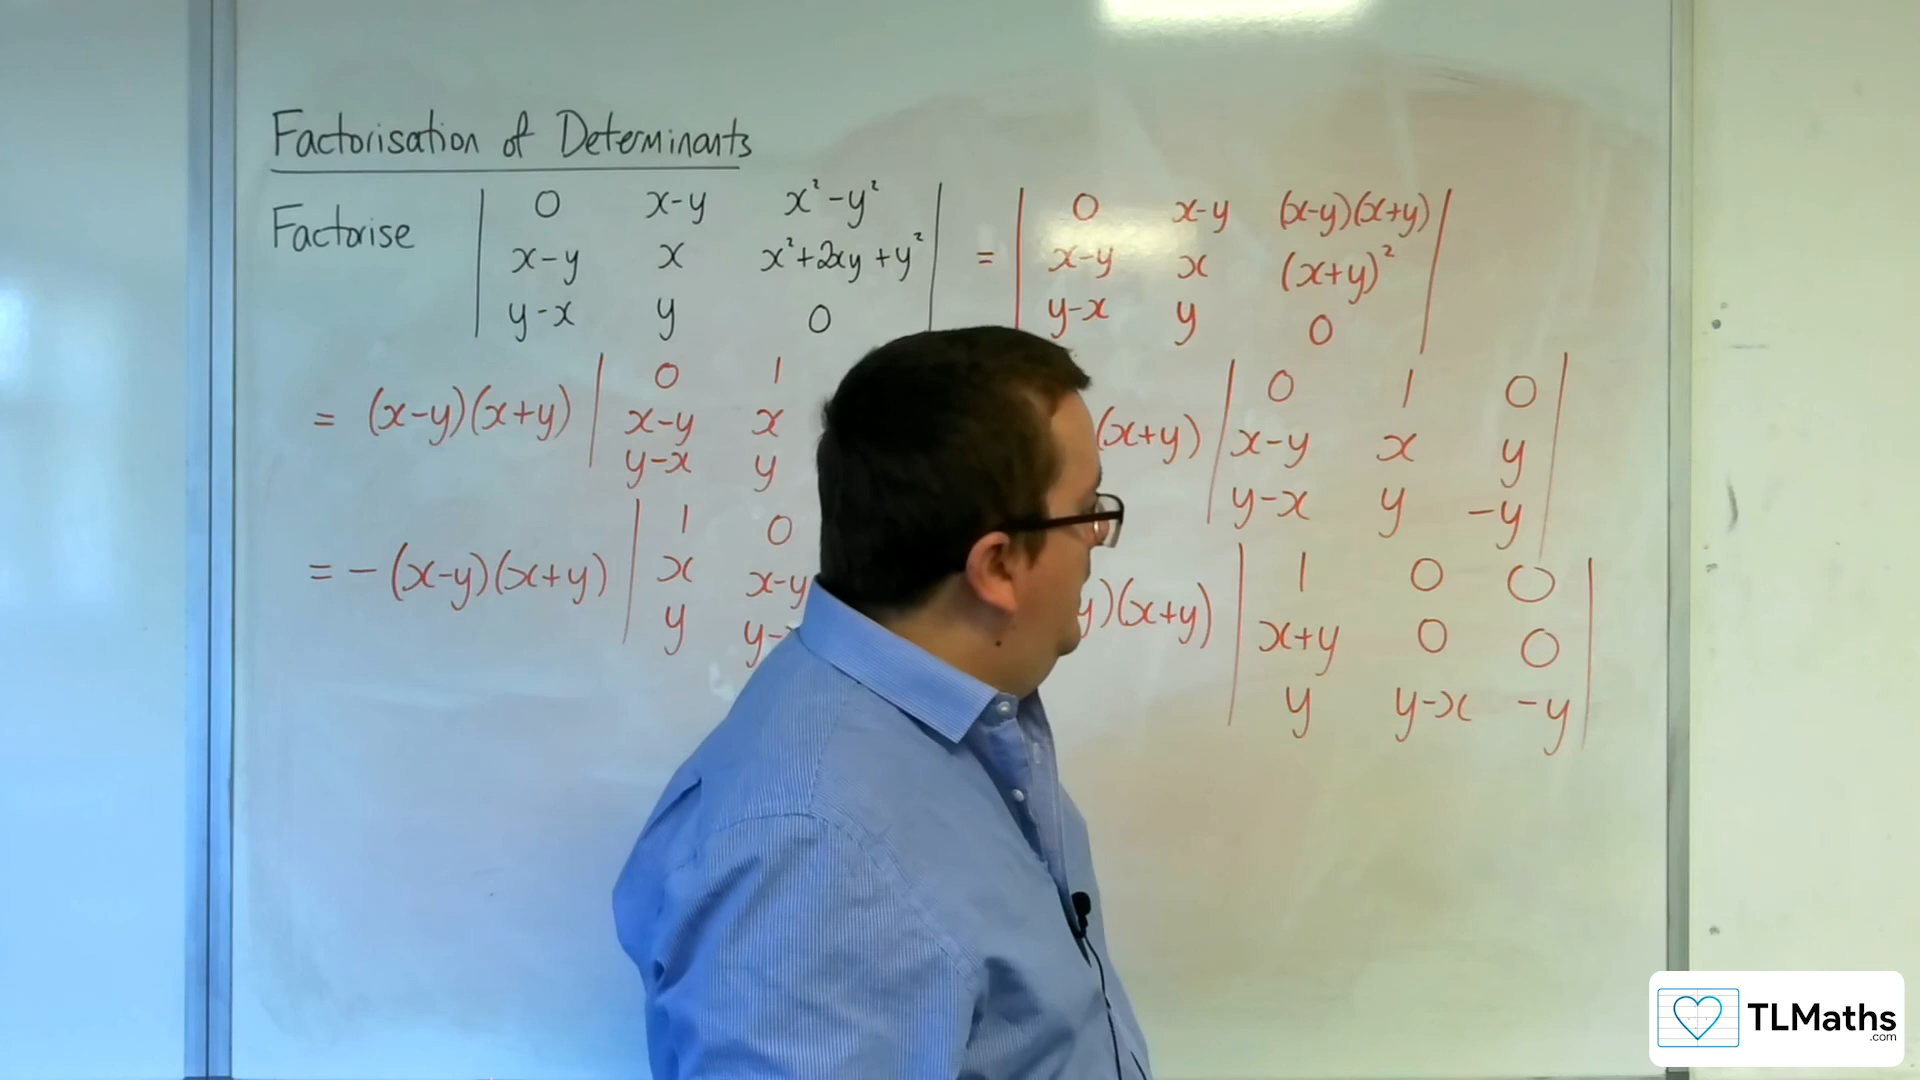 Factorisation of Determinants
Factorise | 0 x-y x²-y² | = | 0 x-y (x-y)(x+y) |
x-y x x²+2xy+y² x-y x (x+y)²
y-x y 0 y-x y 0
= (x-y)(x+y) | 0 1 (x+y) | 0 1 0 |
x-y x x-y x y
y-x y y-x y -y
= -(x-y)(x+y) | 1 0 y)(x+y) | 1 0 0 |
x x-y x+y 0 0
y y- y y-x -y
TLMaths
.com